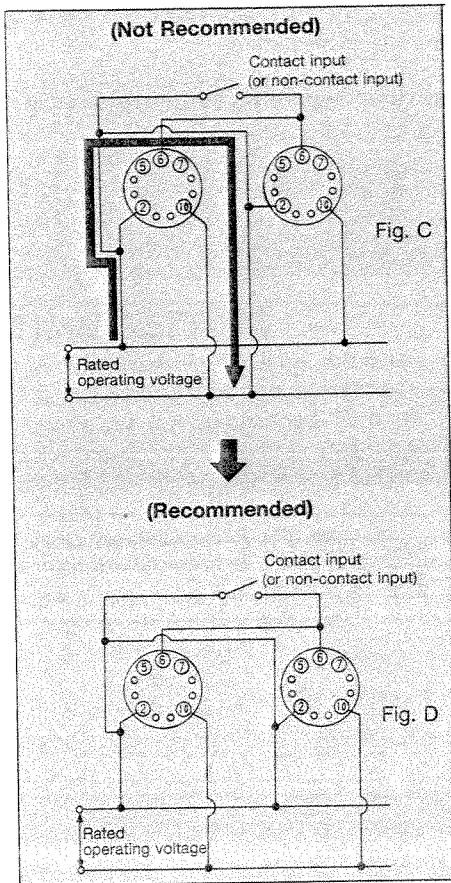 (Not Recommended)
Contact input
(or non-contact input)
5 6 7
2 10
5 6 7
2 10
Fig. C
Rated
operating voltage
(Recommended)
Contact input
(or non-contact input)
5 6 7
2 10
5 6 7
2 10
Fig. D
Rated
operating voltage